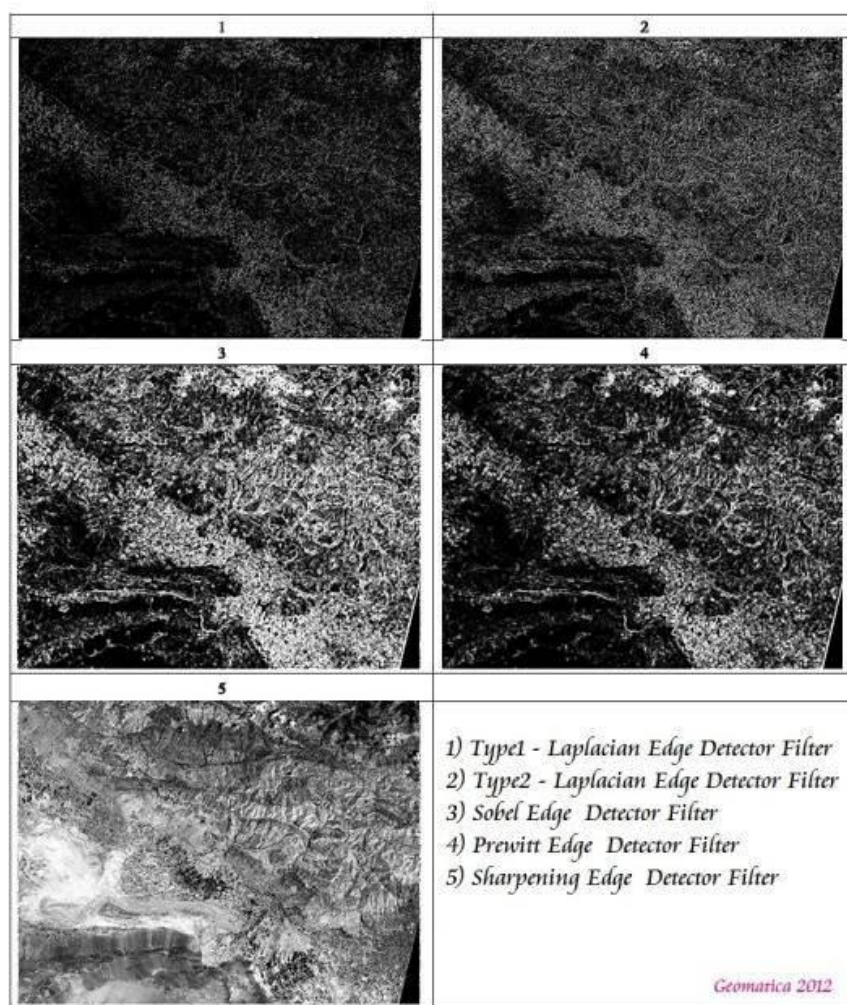 1
2
3
4
5
1) Type1 - Laplacian Edge Detector Filter
2) Type2 - Laplacian Edge Detector Filter
3) Sobel Edge Detector Filter
4) Prewitt Edge Detector Filter
5) Sharpening Edge Detector Filter
Geomatica 2012